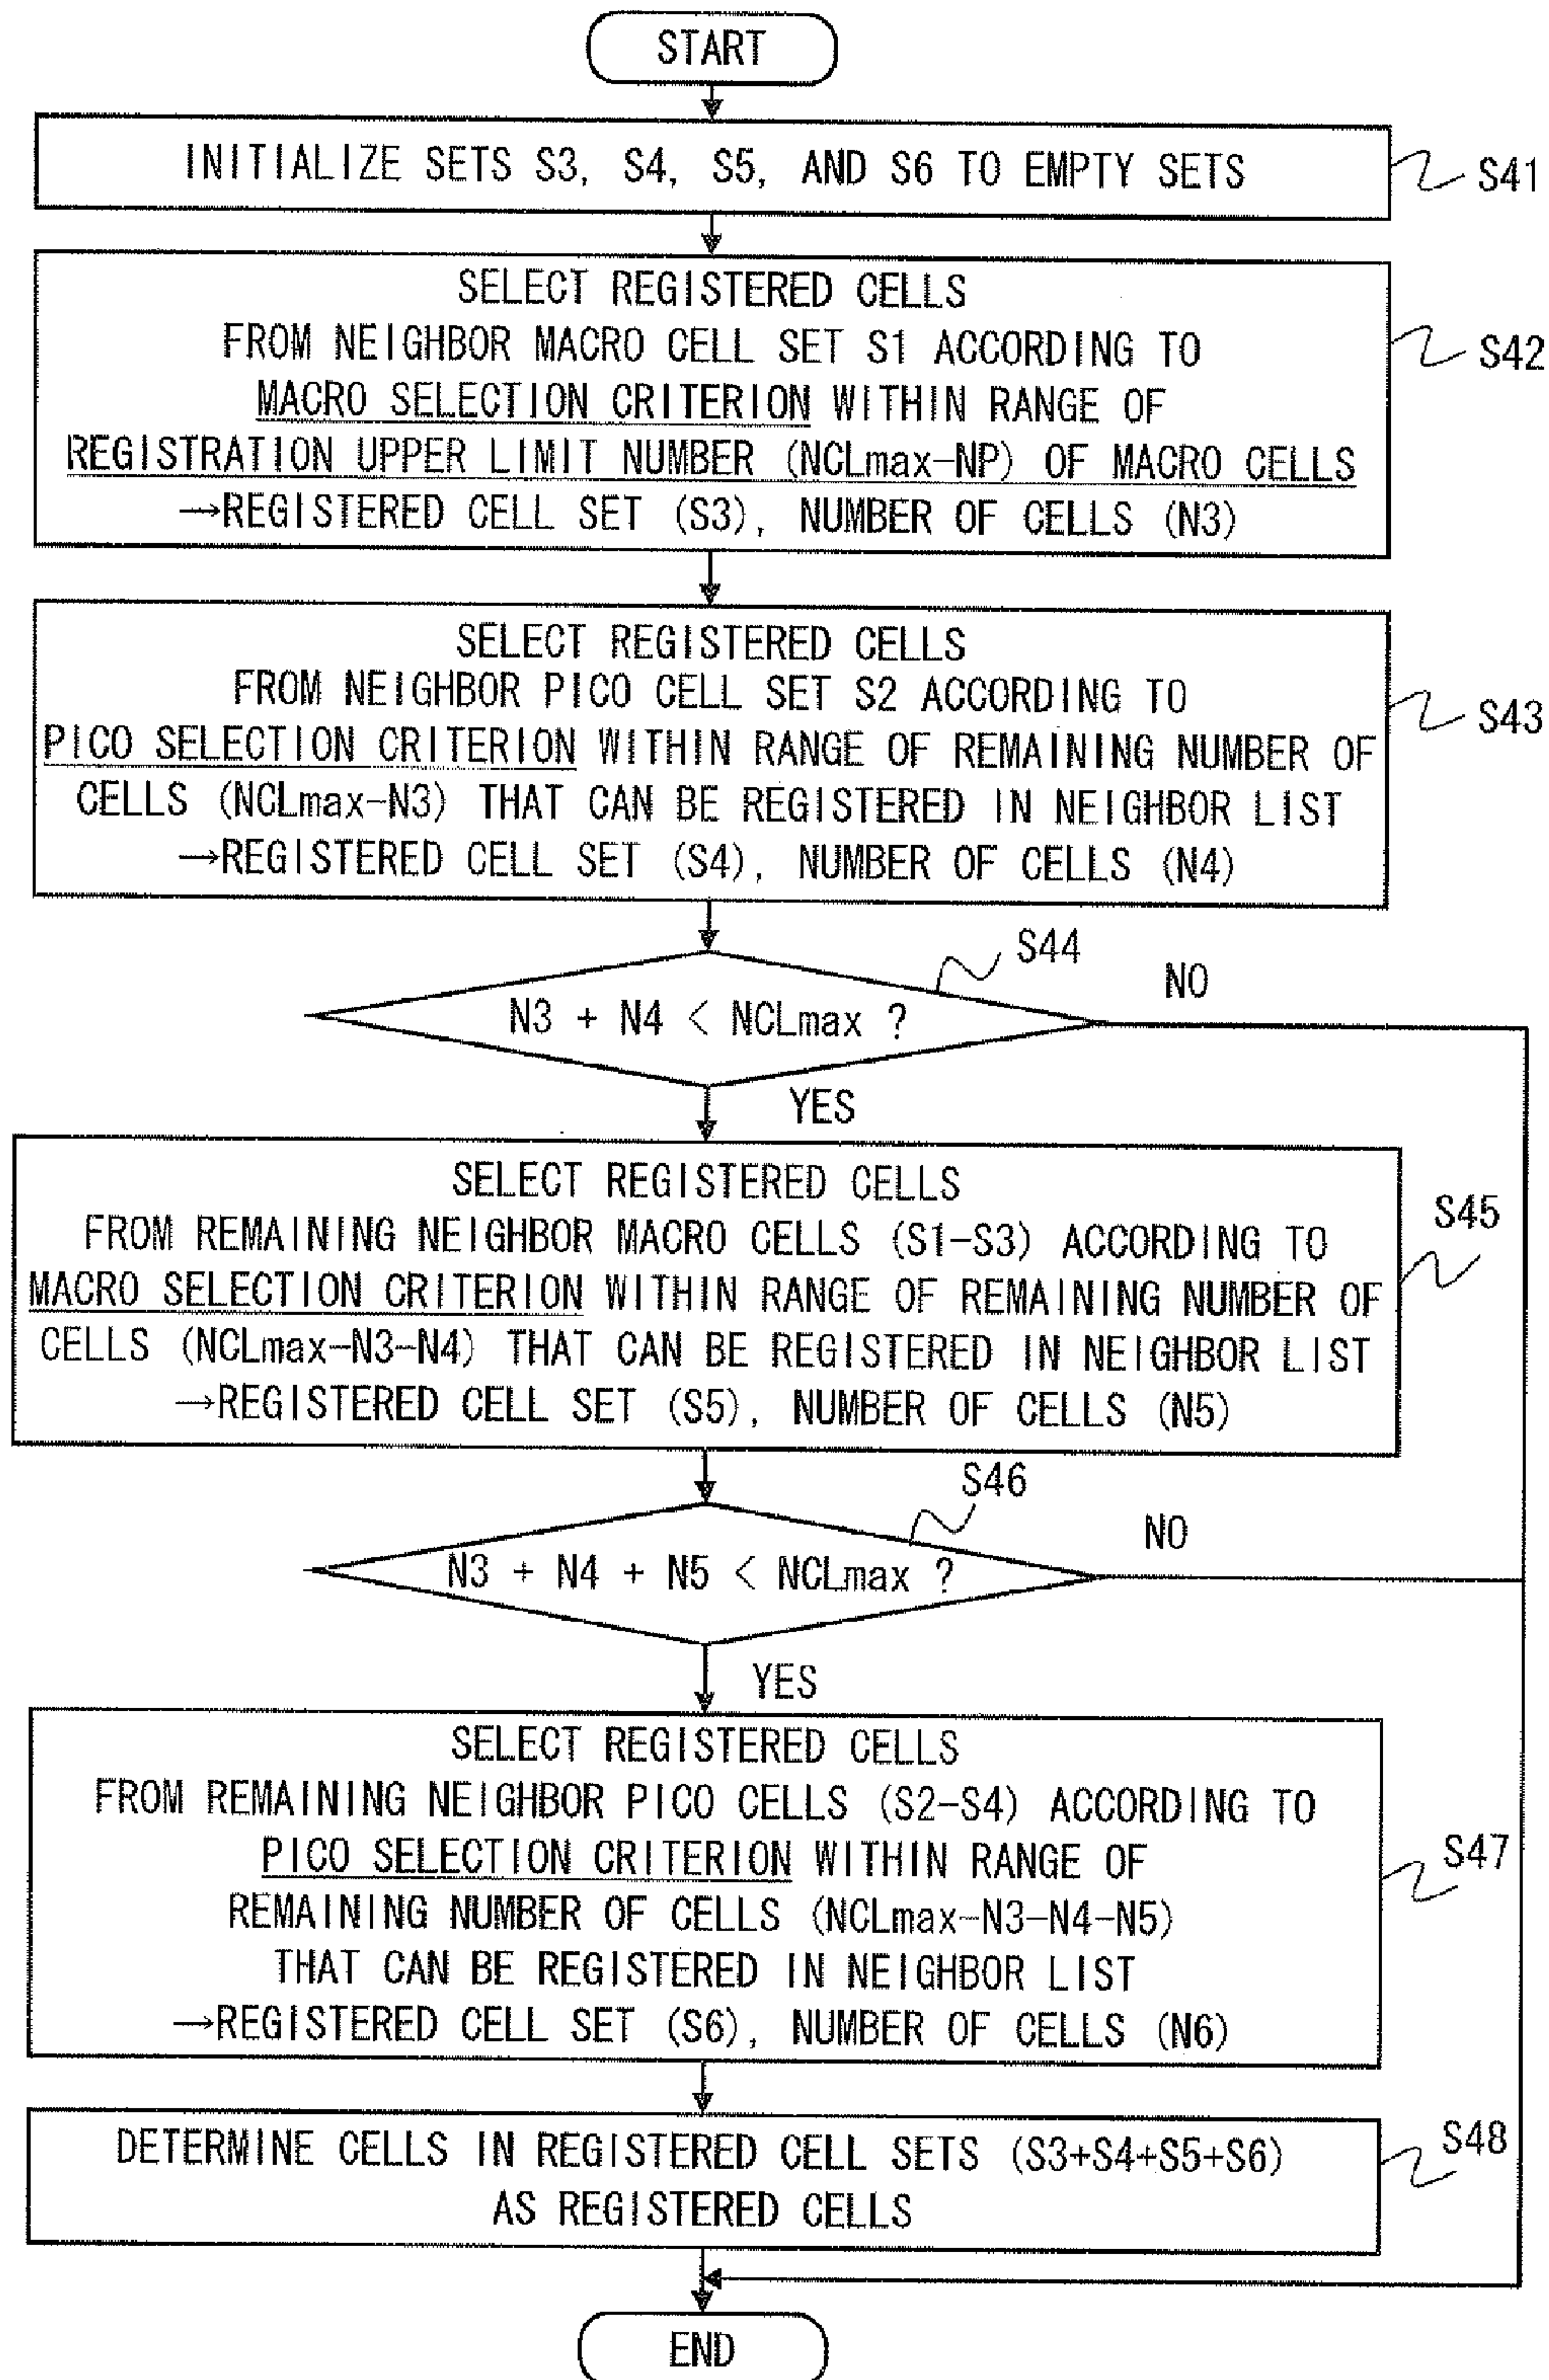 START
INITIALIZE SETS S3, S4, S5, AND S6 TO EMPTY SETS
S41
SELECT REGISTERED CELLS
FROM NEIGHBOR MACRO CELL SET S1 ACCORDING TO
MACRO SELECTION CRITERION WITHIN RANGE OF
REGISTRATION UPPER LIMIT NUMBER (NCLmax-NP) OF MACRO CELLS
→REGISTERED CELL SET (S3), NUMBER OF CELLS (N3)
S42
SELECT REGISTERED CELLS
FROM NEIGHBOR PICO CELL SET S2 ACCORDING TO
PICO SELECTION CRITERION WITHIN RANGE OF REMAINING NUMBER OF
CELLS (NCLmax-N3) THAT CAN BE REGISTERED IN NEIGHBOR LIST
→REGISTERED CELL SET (S4), NUMBER OF CELLS (N4)
S43
S44
N3 + N4 < NCLmax ?
NO
YES
SELECT REGISTERED CELLS
FROM REMAINING NEIGHBOR MACRO CELLS (S1-S3) ACCORDING TO
MACRO SELECTION CRITERION WITHIN RANGE OF REMAINING NUMBER OF
CELLS (NCLmax-N3-N4) THAT CAN BE REGISTERED IN NEIGHBOR LIST
→REGISTERED CELL SET (S5), NUMBER OF CELLS (N5)
S45
S46
N3 + N4 + N5 < NCLmax ?
NO
YES
SELECT REGISTERED CELLS
FROM REMAINING NEIGHBOR PICO CELLS (S2-S4) ACCORDING TO
PICO SELECTION CRITERION WITHIN RANGE OF
REMAINING NUMBER OF CELLS (NCLmax-N3-N4-N5)
THAT CAN BE REGISTERED IN NEIGHBOR LIST
→REGISTERED CELL SET (S6), NUMBER OF CELLS (N6)
S47
DETERMINE CELLS IN REGISTERED CELL SETS (S3+S4+S5+S6)
AS REGISTERED CELLS
S48
END